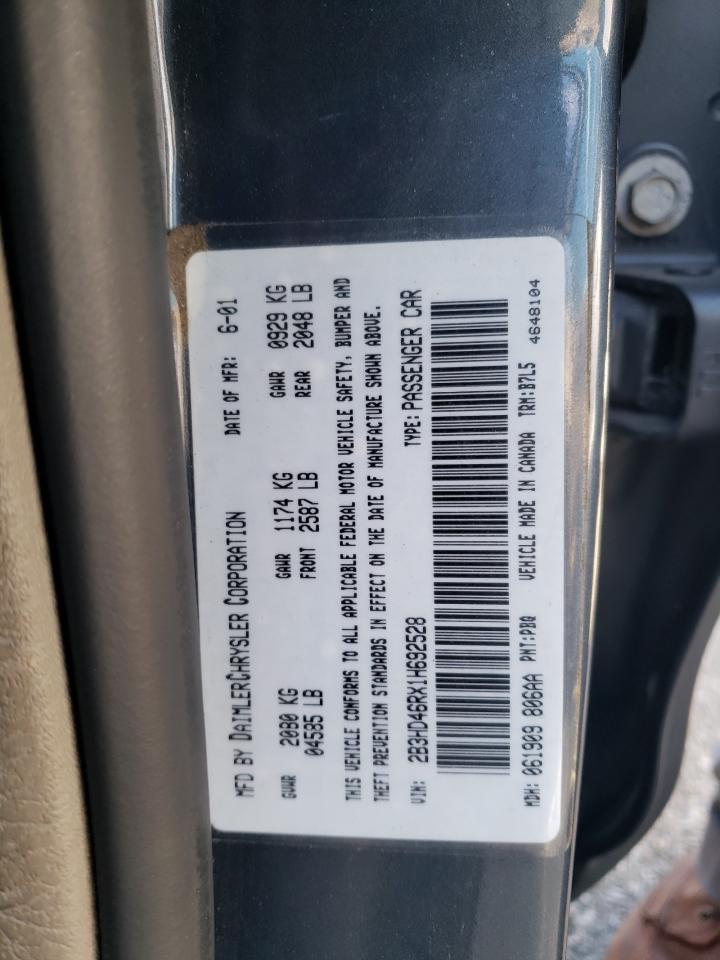 MFD BY DAIMLERCHRYSLER CORPORATION DATE OF MFR: 6-01
GVWR 2080 KG GAWR 1174 KG GAWR 0929 KG
04585 LB FRONT 2587 LB REAR 2048 LB
THIS VEHICLE CONFORMS TO ALL APPLICABLE FEDERAL MOTOR VEHICLE SAFETY, BUMPER AND
THEFT PREVENTION STANDARDS IN EFFECT ON THE DATE OF MANUFACTURE SHOWN ABOVE.
VIN: 2B3HD46RX1H692528 TYPE: PASSENGER CAR
MDH: 061909 806AA PNT:PBQ VEHICLE MADE IN CANADA TRM:B7L5
4648104